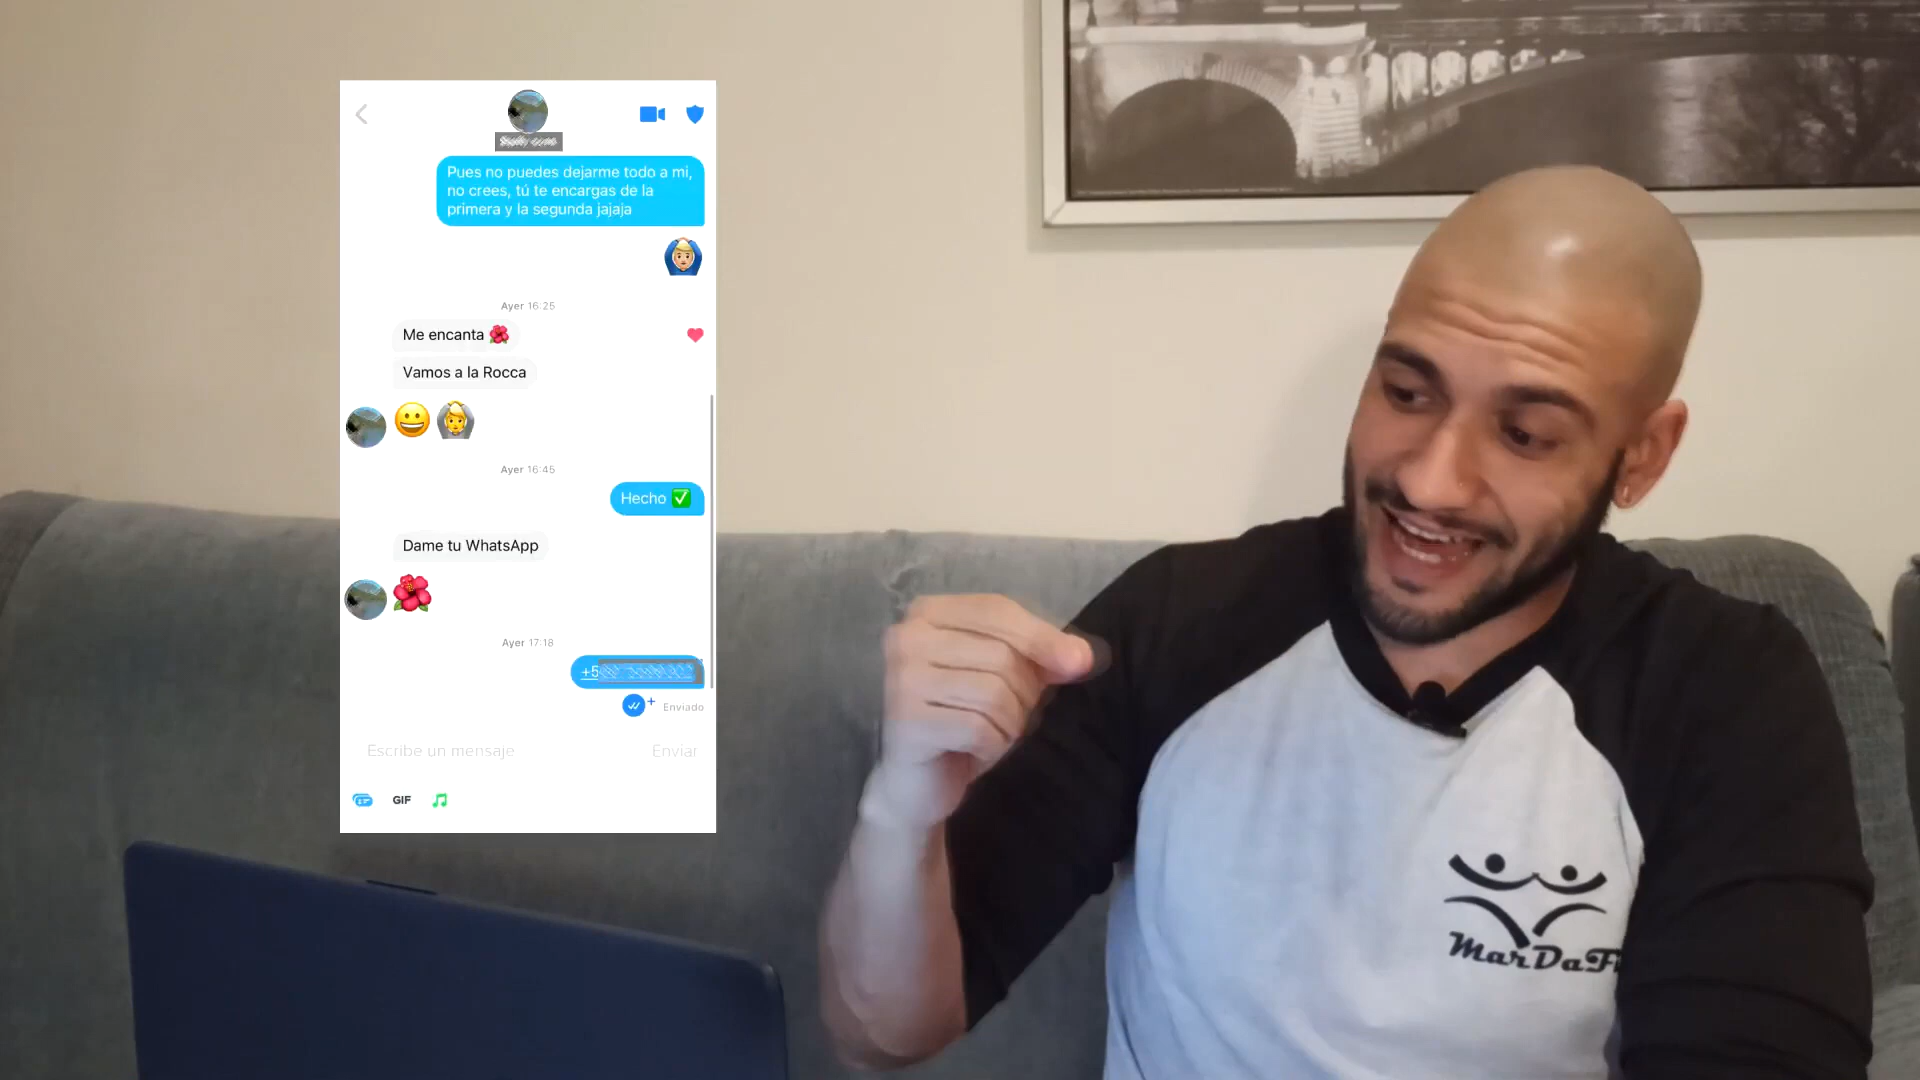 Pues no puedes dejarme todo a mi,
no crees, tú te encargas de la
primera y la segunda jajaja
Ayer 16:25
Me encanta 🌺
Vamos a la Rocca
😀 🙆‍♀️
Ayer 16:45
Hecho ✅
Dame tu WhatsApp
🌺
Ayer 17:18
+5
Enviado
Escribe un mensaje
Enviar
GIF
MarDaFi